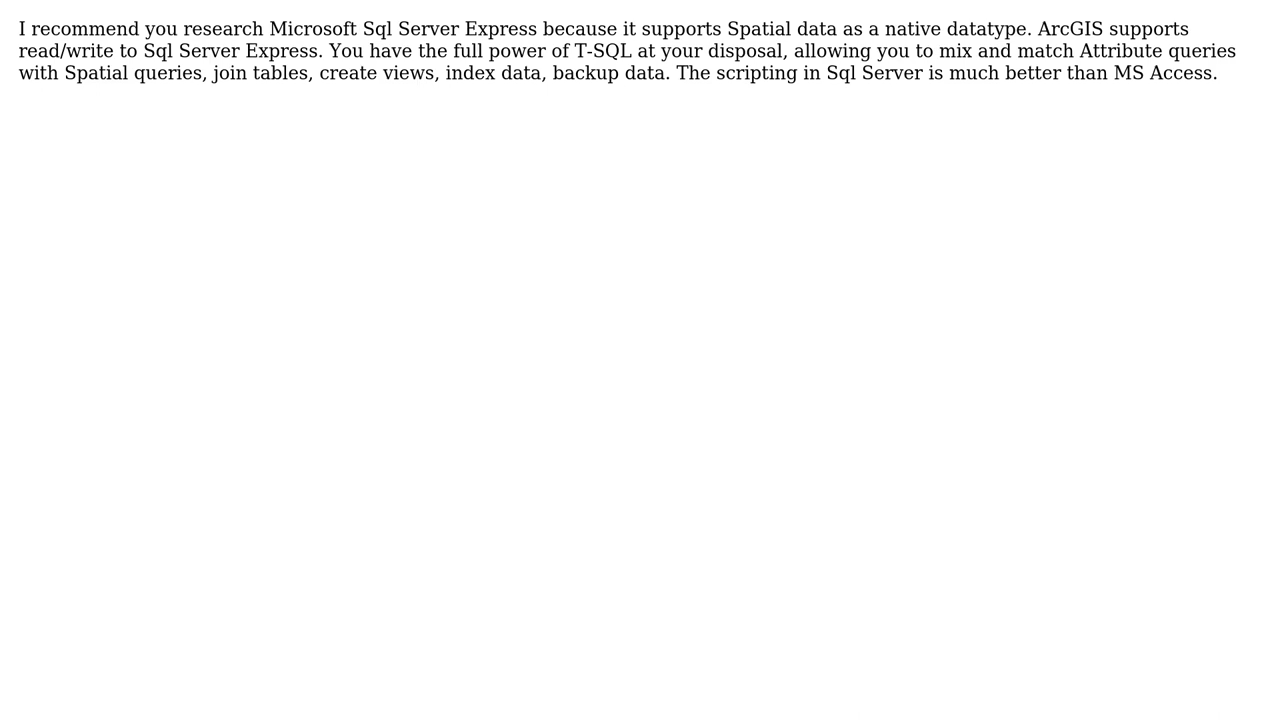 I recommend you research Microsoft Sql Server Express because it supports Spatial data as a native datatype. ArcGIS supports
read/write to Sql Server Express. You have the full power of T-SQL at your disposal, allowing you to mix and match Attribute queries
with Spatial queries, join tables, create views, index data, backup data. The scripting in Sql Server is much better than MS Access.